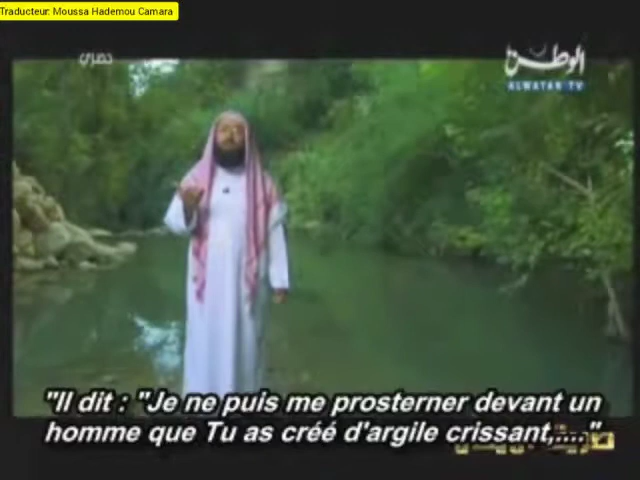 Traducteur: Moussa Hademou Camara
حصري
الوطن
ALWATAN TV
"Il dit : "Je ne puis me prosterner devant un
homme que Tu as créé d'argile crissant,...."